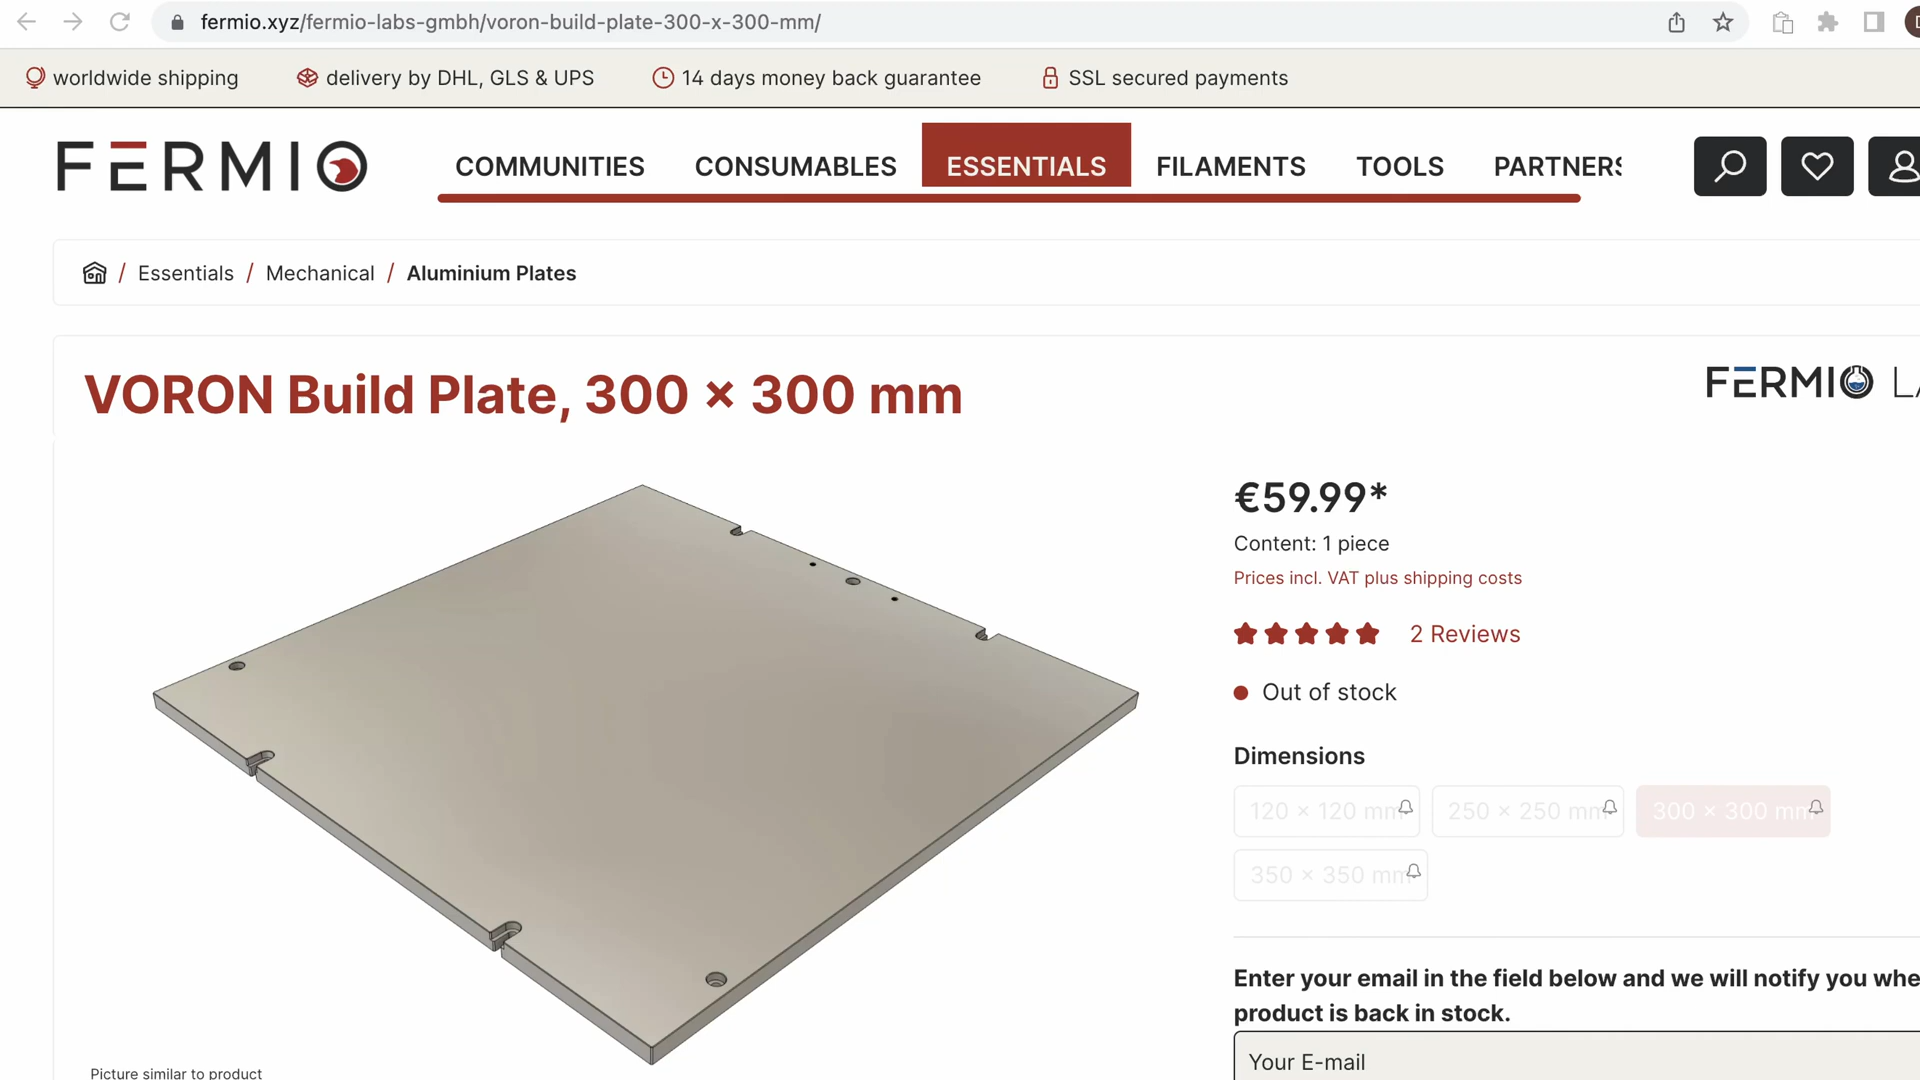 fermio.xyz/fermio-labs-gmbh/voron-build-plate-300-x-300-mm/
worldwide shipping delivery by DHL, GLS & UPS 14 days money back guarantee SSL secured payments
FERMIO COMMUNITIES CONSUMABLES ESSENTIALS FILAMENTS TOOLS PARTNERS
/ Essentials / Mechanical / Aluminium Plates
VORON Build Plate, 300 × 300 mm
FERMIO LA
€59.99*
Content: 1 piece
Prices incl. VAT plus shipping costs
2 Reviews
Out of stock
Dimensions
120 × 120 mm 250 × 250 mm 300 × 300 mm
350 × 350 mm
Enter your email in the field below and we will notify you whe
product is back in stock.
Your E-mail
Picture similar to product